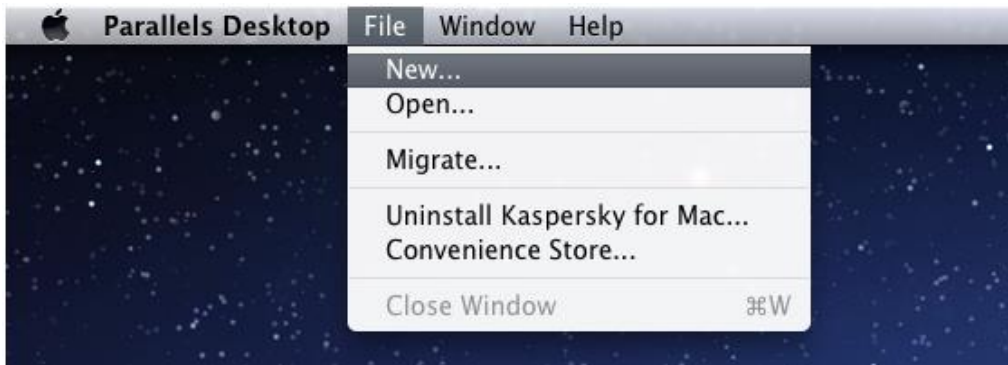 Parallels Desktop File Window Help
New...
Open...
Migrate...
Uninstall Kaspersky for Mac...
Convenience Store...
Close Window ⌘W